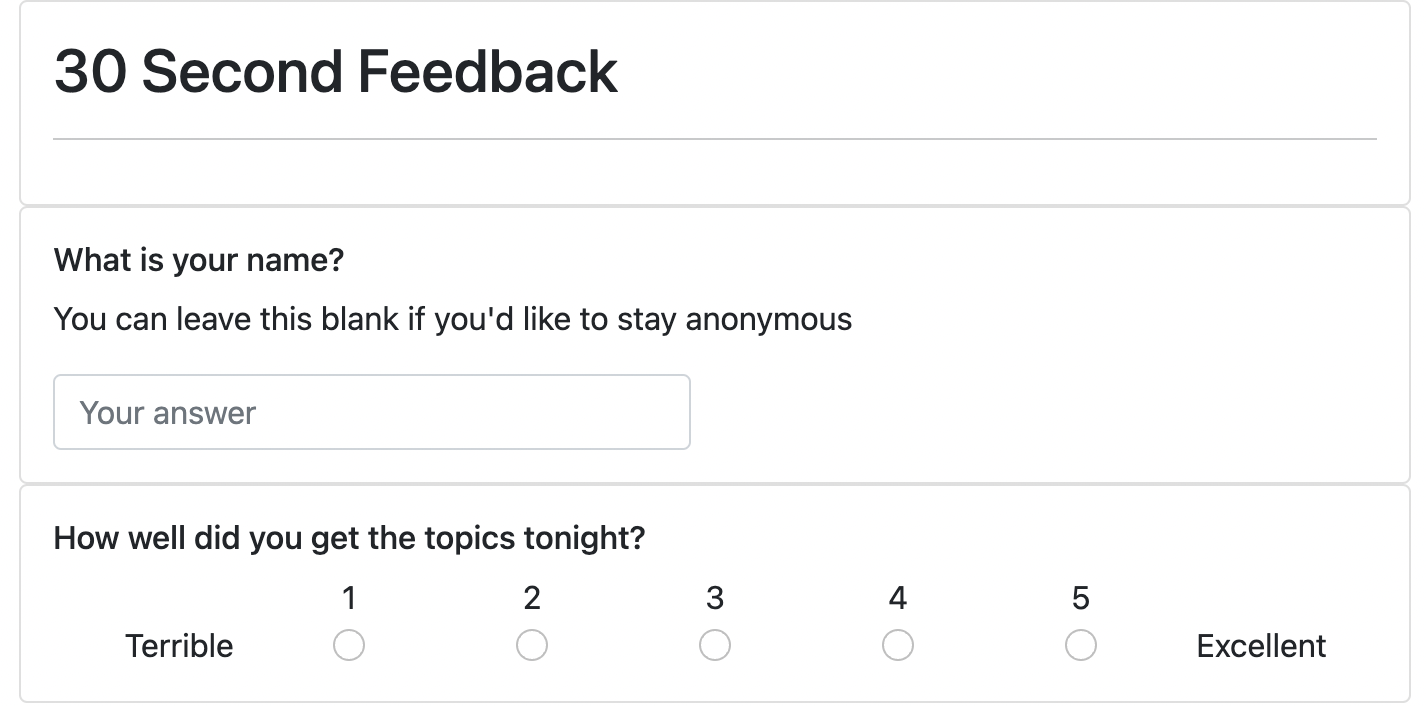 30 Second Feedback
What is your name?
You can leave this blank if you'd like to stay anonymous
Your answer
How well did you get the topics tonight?
1 2 3 4 5
Terrible Excellent